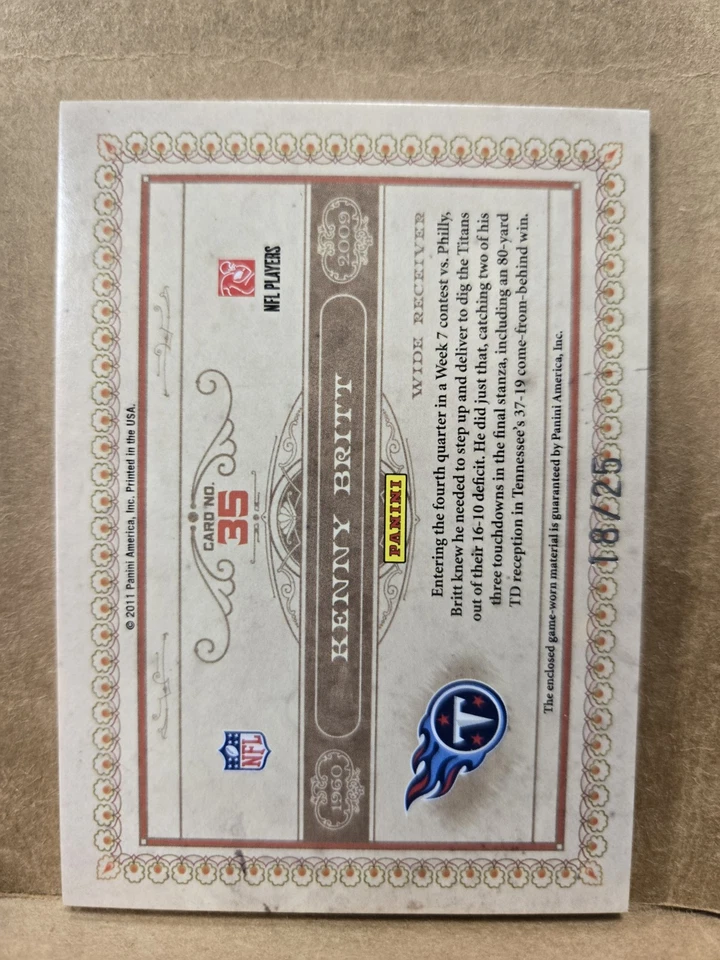 © 2011 Panini America, Inc. Printed in the USA.
NFL
CARD NO.
35
NFL PLAYERS
1960
KENNY BRITT
2009
PANINI
WIDE RECEIVER
T
Entering the fourth quarter in a Week 7 contest vs. Philly,
Britt knew he needed to step up and deliver to dig the Titans
out of their 16-10 deficit. He did just that, catching two of his
three touchdowns in the final stanza, including an 80-yard
TD reception in Tennessee's 37-19 come-from-behind win.
The enclosed game-worn material is guaranteed by Panini America, Inc.
18/25